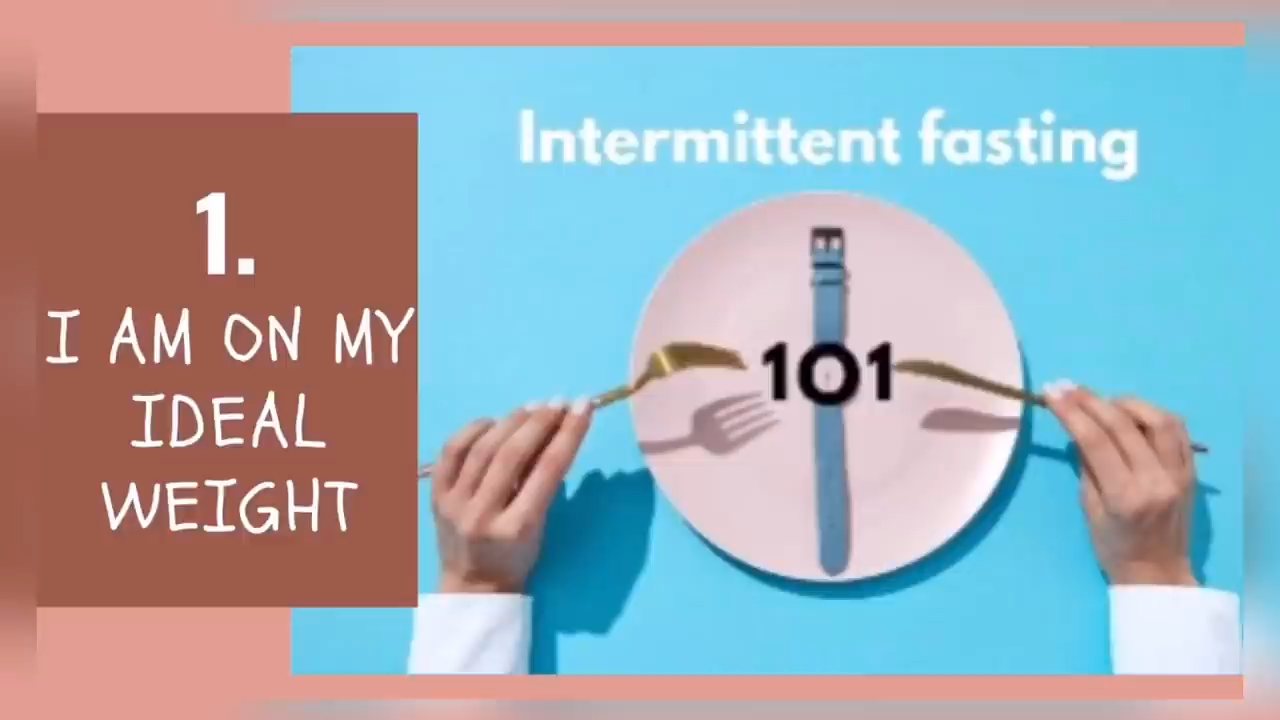 1.
I AM ON MY
IDEAL
WEIGHT
Intermittent fasting
101